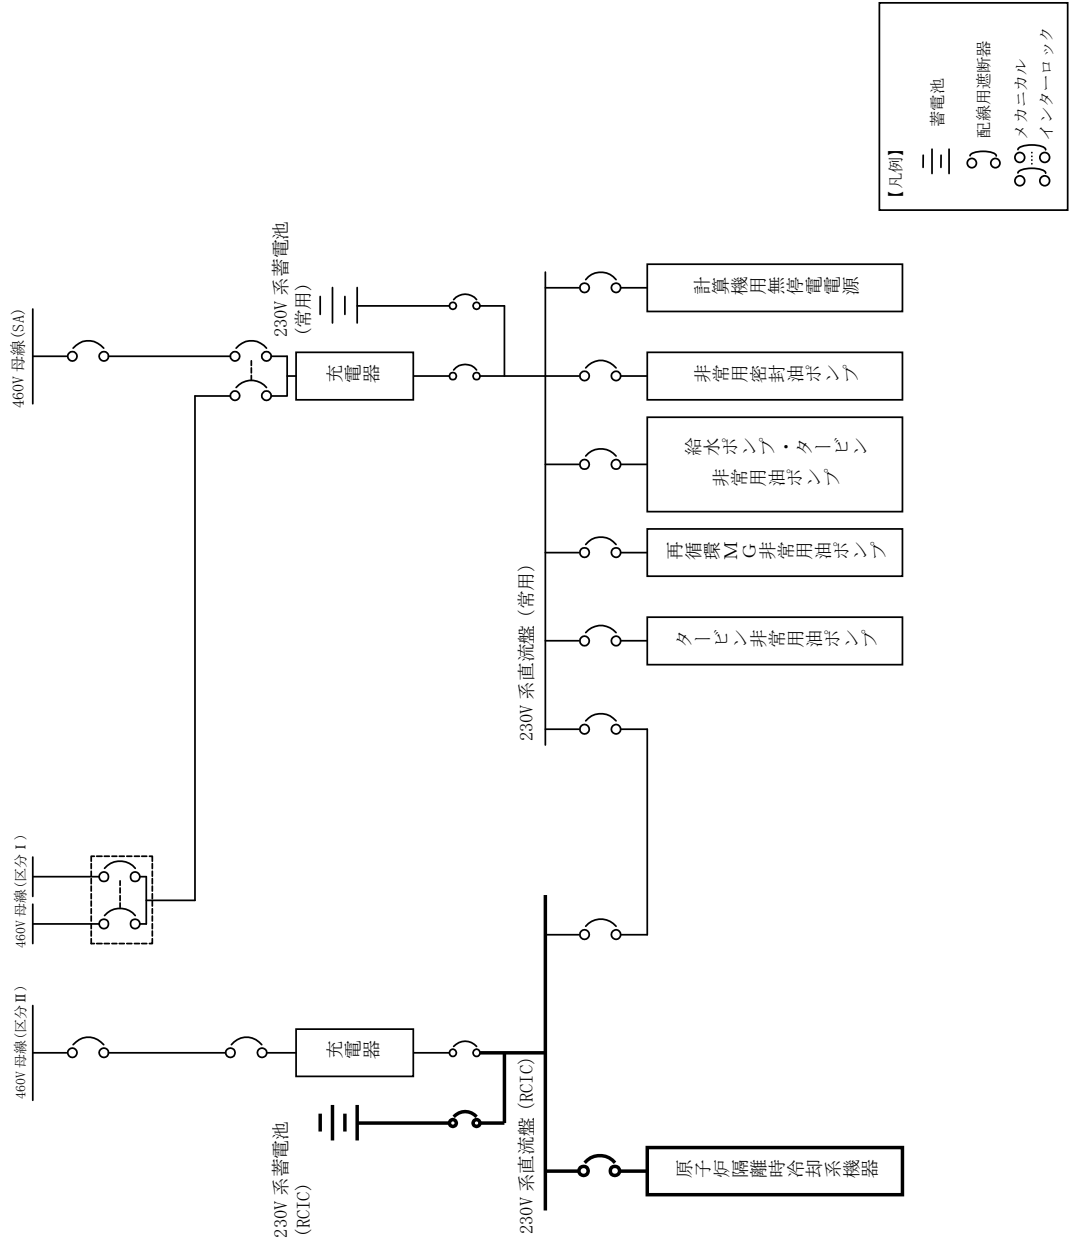 460V 母線(区分Ⅱ)
460V 母線(区分Ⅰ)
460V 母線(SA)
230V 系蓄電池
(RCIC)
充電器
230V 系蓄電池
(常用)
充電器
230V 系直流盤 (RCIC)
230V 系直流盤 (常用)
原子炉隔離時冷却系機器
タービン非常用油ポンプ
再循環MG非常用油ポンプ
給水ポンプ・タービン
非常用油ポンプ
非常用密封油ポンプ
計算機用無停電電源
【凡例】
蓄電池
配線用遮断器
メカニカル
インターロック